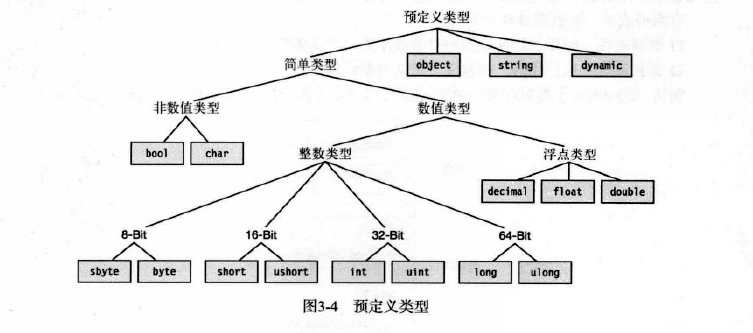 预定义类型
简单类型 object string dynamic
非数值类型 数值类型
bool char 整数类型 浮点类型
decimal float double
8-Bit 16-Bit 32-Bit 64-Bit
sbyte byte short ushort int uint long ulong
图3-4 预定义类型